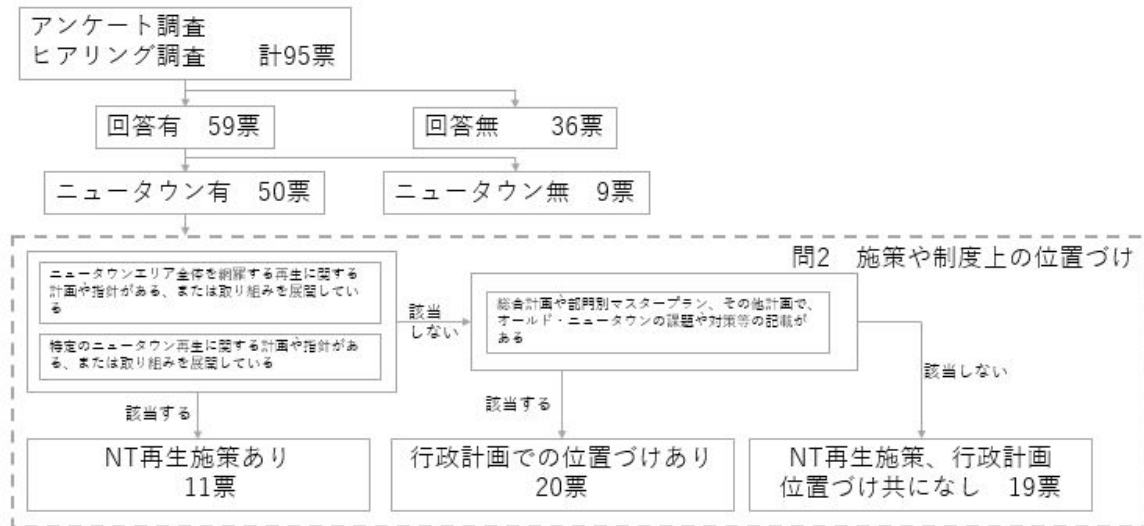 アンケート調査
ヒアリング調査　　計95票
回答有　59票
回答無　　36票
ニュータウン有　50票
ニュータウン無　9票
問2　施策や制度上の位置づけ
ニュータウンエリア全体を網羅する再生に関する
計画や指針がある、または取り組みを展開してい
る
特定のニュータウン再生に関する計画や指針があ
る、または取り組みを展開している
該当
しない
総合計画や部門別マスタープラン、その他計画で、
オールド・ニュータウンの課題や対策等の記載が
ある
該当しない
該当する
該当する
NT再生施策あり
11票
行政計画での位置づけあり
20票
NT再生施策、行政計画
位置づけ共になし　19票